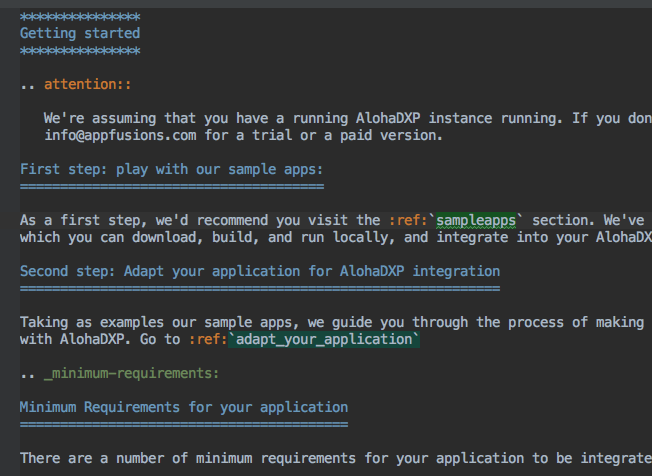 ***************
Getting started
***************
.. attention::
We're assuming that you have a running AlohaDXP instance running. If you don
info@appfusions.com for a trial or a paid version.
First step: play with our sample apps:
======================================
As a first step, we'd recommend you visit the :ref:`sampleapps` section. We've
which you can download, build, and run locally, and integrate into your AlohaDX
Second step: Adapt your application for AlohaDXP integration
============================================================
Taking as examples our sample apps, we guide you through the process of making
with AlohaDXP. Go to :ref:`adapt_your_application`
.. _minimum-requirements:
Minimum Requirements for your application
=========================================
There are a number of minimum requirements for your application to be integrate